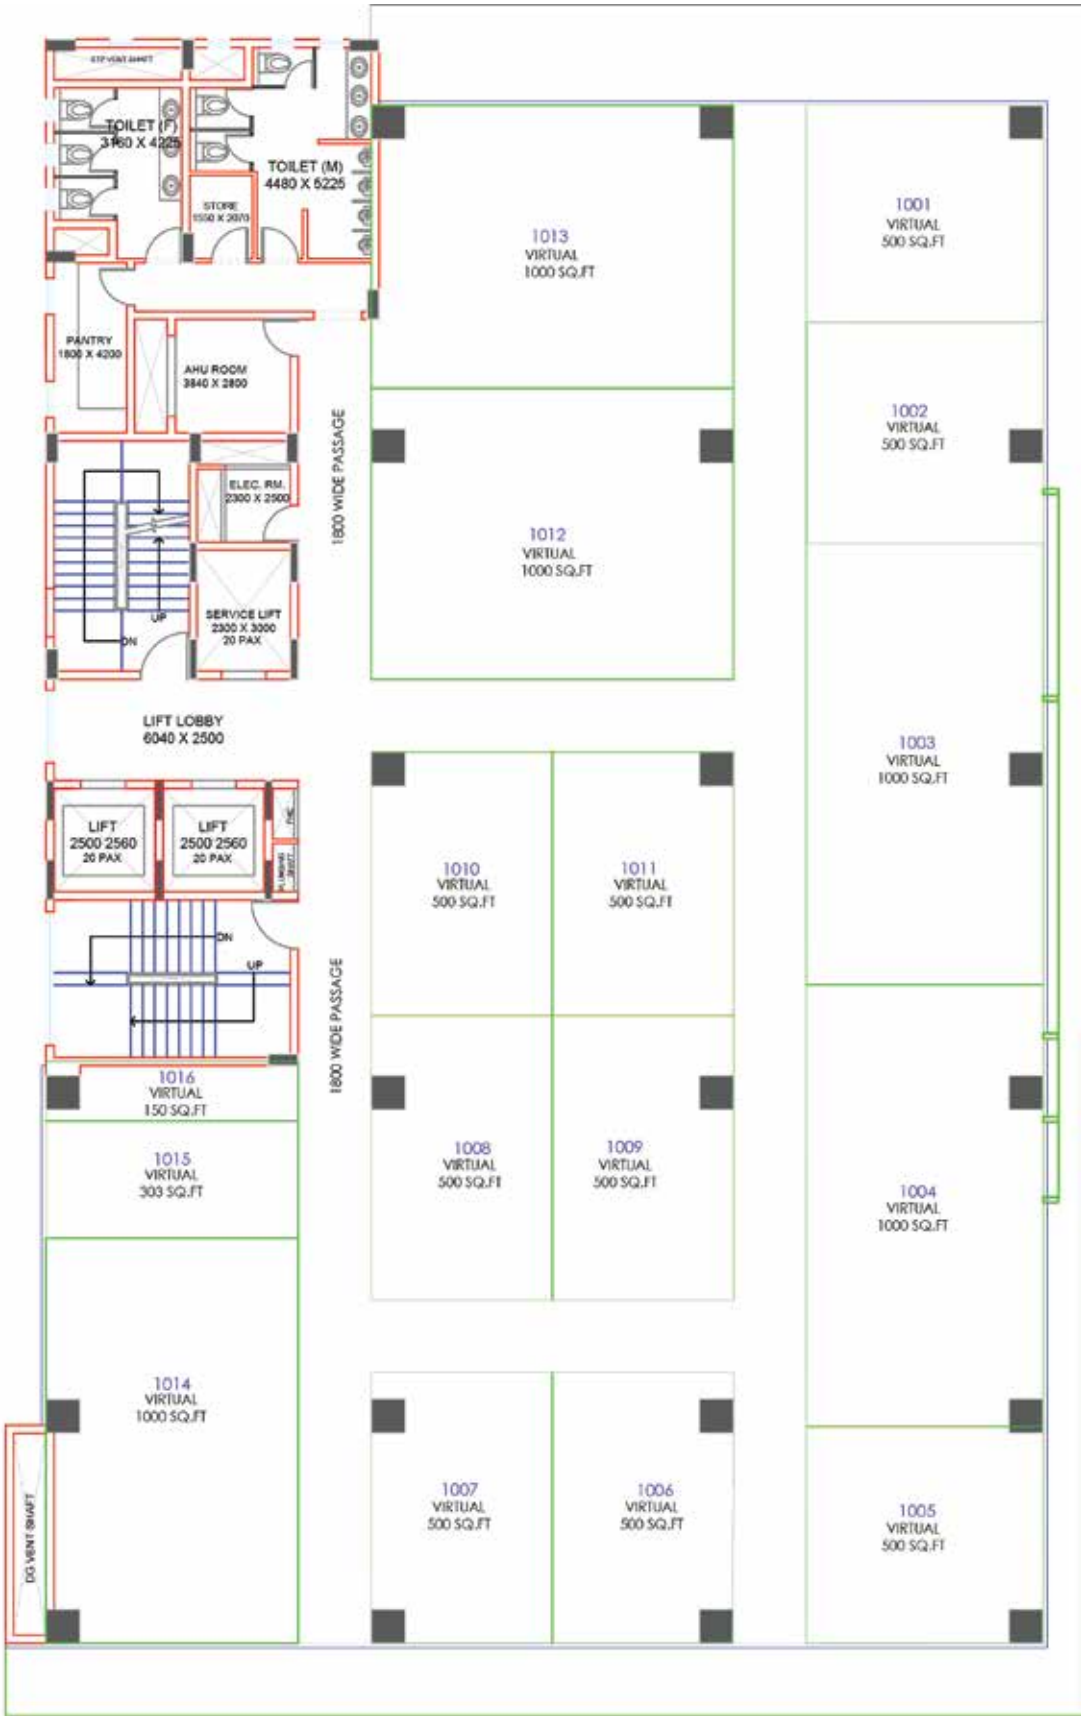 STP VENT SHAFT
TOILET (F)
3160 X 4225
TOILET (M)
4480 X 5225
STORE
1550 X 2070
1013
VIRTUAL
1000 SQ.FT
1001
VIRTUAL
500 SQ.FT
PANTRY
1800 X 4200
AHU ROOM
3840 X 2800
1800 WIDE PASSAGE
1002
VIRTUAL
500 SQ.FT
ELEC. RM.
2300 X 2500
1012
VIRTUAL
1000 SQ.FT
UP
DN
SERVICE LIFT
2300 X 3000
20 PAX
LIFT LOBBY
6040 X 2500
1003
VIRTUAL
1000 SQ.FT
LIFT
2500 2560
20 PAX
LIFT
2500 2560
20 PAX
FHC
PLUMBING
SHAFT
1010
VIRTUAL
500 SQ.FT
1011
VIRTUAL
500 SQ.FT
DN
UP
1800 WIDE PASSAGE
1016
VIRTUAL
150 SQ.FT
1015
VIRTUAL
303 SQ.FT
1008
VIRTUAL
500 SQ.FT
1009
VIRTUAL
500 SQ.FT
1004
VIRTUAL
1000 SQ.FT
1014
VIRTUAL
1000 SQ.FT
1007
VIRTUAL
500 SQ.FT
1006
VIRTUAL
500 SQ.FT
1005
VIRTUAL
500 SQ.FT
DG VENT SHAFT